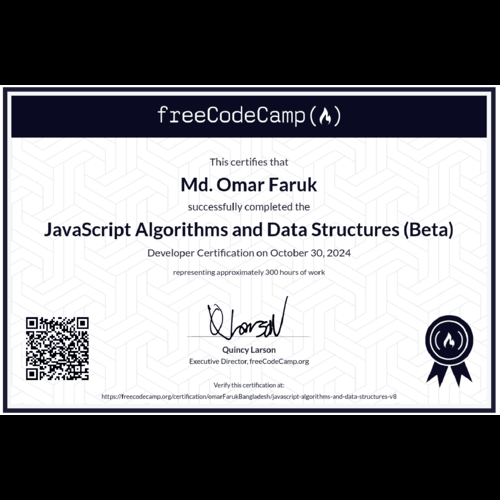 freeCodeCamp(🔥)
This certifies that
Md. Omar Faruk
successfully completed the
JavaScript Algorithms and Data Structures (Beta)
Developer Certification on October 30, 2024
representing approximately 300 hours of work
QLarson
Quincy Larson
Executive Director, freeCodeCamp.org
Verify this certification at:
https://freecodecamp.org/certification/omarFarukBangladesh/javascript-algorithms-and-data-structures-v8